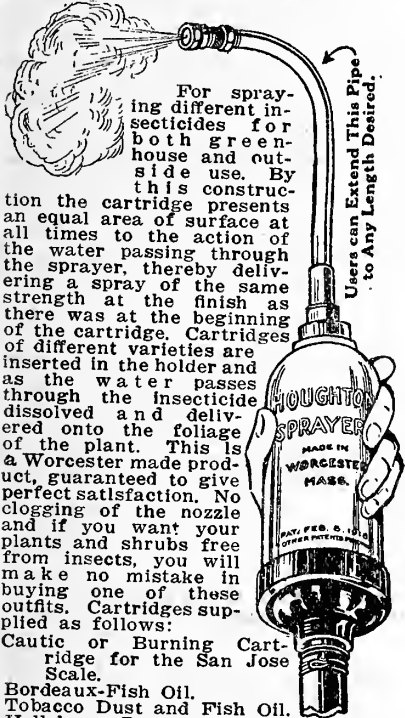 For spray-
ing different in-
secticides for
both green-
house and out-
side use. By
this construc-
tion the cartridge presents
an equal area of surface at
all times to the action of
the water passing through
the sprayer, thereby deliv-
ering a spray of the same
strength at the finish as
there was at the beginning
of the cartridge. Cartridges
of different varieties are
inserted in the holder and
as the water passes
through the insecticide
dissolved and deliv-
ered onto the foliage
of the plant. This is
a Worcester made prod-
uct, guaranteed to give
perfect satisfaction. No
clogging of the nozzle
and if you want your
plants and shrubs free
from insects, you will
make no mistake in
buying one of these
outfits. Cartridges sup-
plied as follows:
Cautic or Burning Cart-
ridge for the San Jose
Scale.
Bordeaux-Fish Oil.
Tobacco Dust and Fish Oil.
Users can Extend This Pipe
to Any Length Desired.
HOUGHTON
SPRAYER
MADE IN
WORCESTER
MASS.
PAT. FEB. 8, 1916
OTHER PATENTS